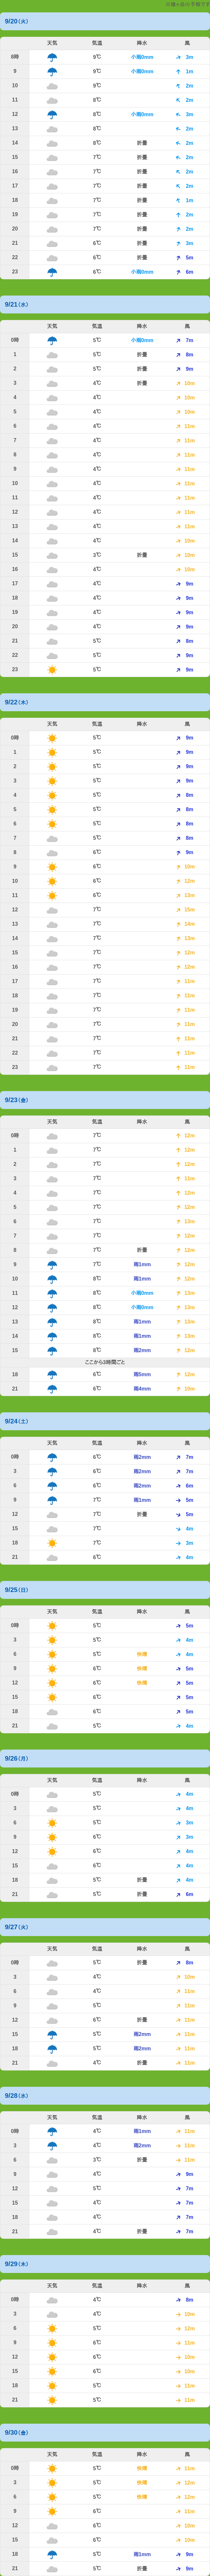 9/20(火)
天気 気温 降水 風
8時 9℃ 小雨0mm 3m
9 9℃ 小雨0mm 1m
10 9℃ 2m
11 8℃ 2m
12 8℃ 小雨0mm 3m
13 8℃ 2m
14 8℃ 折畳 2m
15 7℃ 折畳 2m
16 7℃ 折畳 2m
17 7℃ 折畳 2m
18 7℃ 折畳 1m
19 7℃ 折畳 2m
20 7℃ 折畳 2m
21 6℃ 折畳 3m
22 6℃ 折畳 5m
23 6℃ 小雨0mm 6m
9/21(水)
天気 気温 降水 風
0時 5℃ 小雨0mm 7m
1 5℃ 折畳 8m
2 5℃ 折畳 9m
3 4℃ 折畳 10m
4 4℃ 10m
5 4℃ 10m
6 4℃ 11m
7 4℃ 11m
8 4℃ 11m
9 4℃ 11m
10 4℃ 11m
11 4℃ 11m
12 4℃ 11m
13 4℃ 11m
14 4℃ 10m
15 3℃ 折畳 10m
16 4℃ 10m
17 4℃ 9m
18 4℃ 9m
19 4℃ 9m
20 4℃ 9m
21 5℃ 8m
22 5℃ 9m
23 5℃ 9m
9/22(木)
天気 気温 降水 風
0時 5℃ 9m
1 5℃ 9m
2 5℃ 9m
3 5℃ 9m
4 5℃ 8m
5 5℃ 8m
6 5℃ 8m
7 5℃ 8m
8 6℃ 9m
9 6℃ 10m
10 6℃ 12m
11 6℃ 13m
12 7℃ 15m
13 7℃ 14m
14 7℃ 13m
15 7℃ 12m
16 7℃ 12m
17 7℃ 11m
18 7℃ 11m
19 7℃ 11m
20 7℃ 11m
21 7℃ 11m
22 7℃ 11m
23 7℃ 11m
9/23(金)
天気 気温 降水 風
0時 7℃ 12m
1 7℃ 12m
2 7℃ 12m
3 7℃ 11m
4 7℃ 12m
5 7℃ 12m
6 7℃ 13m
7 7℃ 12m
8 7℃ 折畳 12m
9 7℃ 雨1mm 12m
10 8℃ 雨1mm 12m
11 8℃ 小雨0mm 13m
12 8℃ 小雨0mm 13m
13 8℃ 雨1mm 13m
14 8℃ 雨1mm 13m
15 8℃ 雨2mm 12m
ここから3時間ごと
18 6℃ 雨5mm 12m
21 6℃ 雨4mm 10m
9/24(土)
天気 気温 降水 風
0時 6℃ 雨2mm 7m
3 6℃ 雨2mm 7m
6 6℃ 雨2mm 6m
9 7℃ 雨1mm 5m
12 7℃ 折畳 5m
15 7℃ 4m
18 7℃ 3m
21 6℃ 4m
9/25(日)
天気 気温 降水 風
0時 5℃ 5m
3 5℃ 4m
6 5℃ 快晴 4m
9 6℃ 快晴 5m
12 6℃ 快晴 5m
15 6℃ 5m
18 6℃ 5m
21 5℃ 4m
9/26(月)
天気 気温 降水 風
0時 5℃ 4m
3 5℃ 4m
6 5℃ 3m
9 6℃ 3m
12 6℃ 4m
15 6℃ 4m
18 5℃ 折畳 4m
21 5℃ 折畳 6m
9/27(火)
天気 気温 降水 風
0時 5℃ 折畳 8m
3 4℃ 10m
6 4℃ 11m
9 5℃ 11m
12 6℃ 折畳 11m
15 5℃ 雨2mm 11m
18 5℃ 雨2mm 11m
21 4℃ 折畳 11m
9/28(水)
天気 気温 降水 風
0時 4℃ 雨1mm 11m
3 4℃ 雨2mm 11m
6 3℃ 折畳 11m
9 4℃ 9m
12 5℃ 7m
15 4℃ 7m
18 4℃ 7m
21 4℃ 折畳 7m
9/29(木)
天気 気温 降水 風
0時 4℃ 8m
3 4℃ 10m
6 5℃ 12m
9 6℃ 11m
12 6℃ 10m
15 6℃ 10m
18 5℃ 11m
21 5℃ 11m
9/30(金)
天気 気温 降水 風
0時 5℃ 快晴 11m
3 5℃ 快晴 12m
6 5℃ 快晴 12m
9 6℃ 11m
12 6℃ 10m
15 6℃ 10m
18 5℃ 雨1mm 9m
21 5℃ 折畳 9m